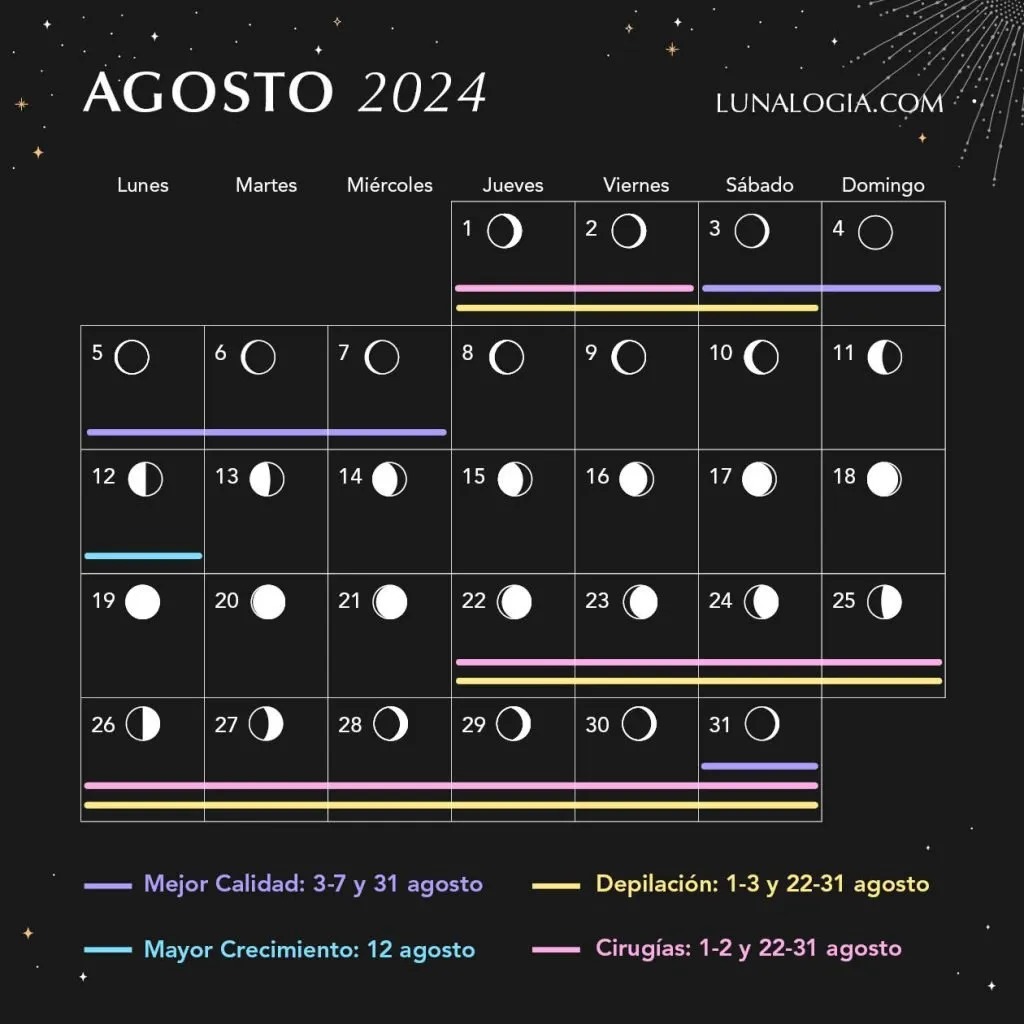 AGOSTO 2024
LUNALOGIA.COM
Lunes Martes Miércoles Jueves Viernes Sábado Domingo
1 2 3 4
5 6 7 8 9 10 11
12 13 14 15 16 17 18
19 20 21 22 23 24 25
26 27 28 29 30 31
Mejor Calidad: 3-7 y 31 agosto
Depilación: 1-3 y 22-31 agosto
Mayor Crecimiento: 12 agosto
Cirugías: 1-2 y 22-31 agosto